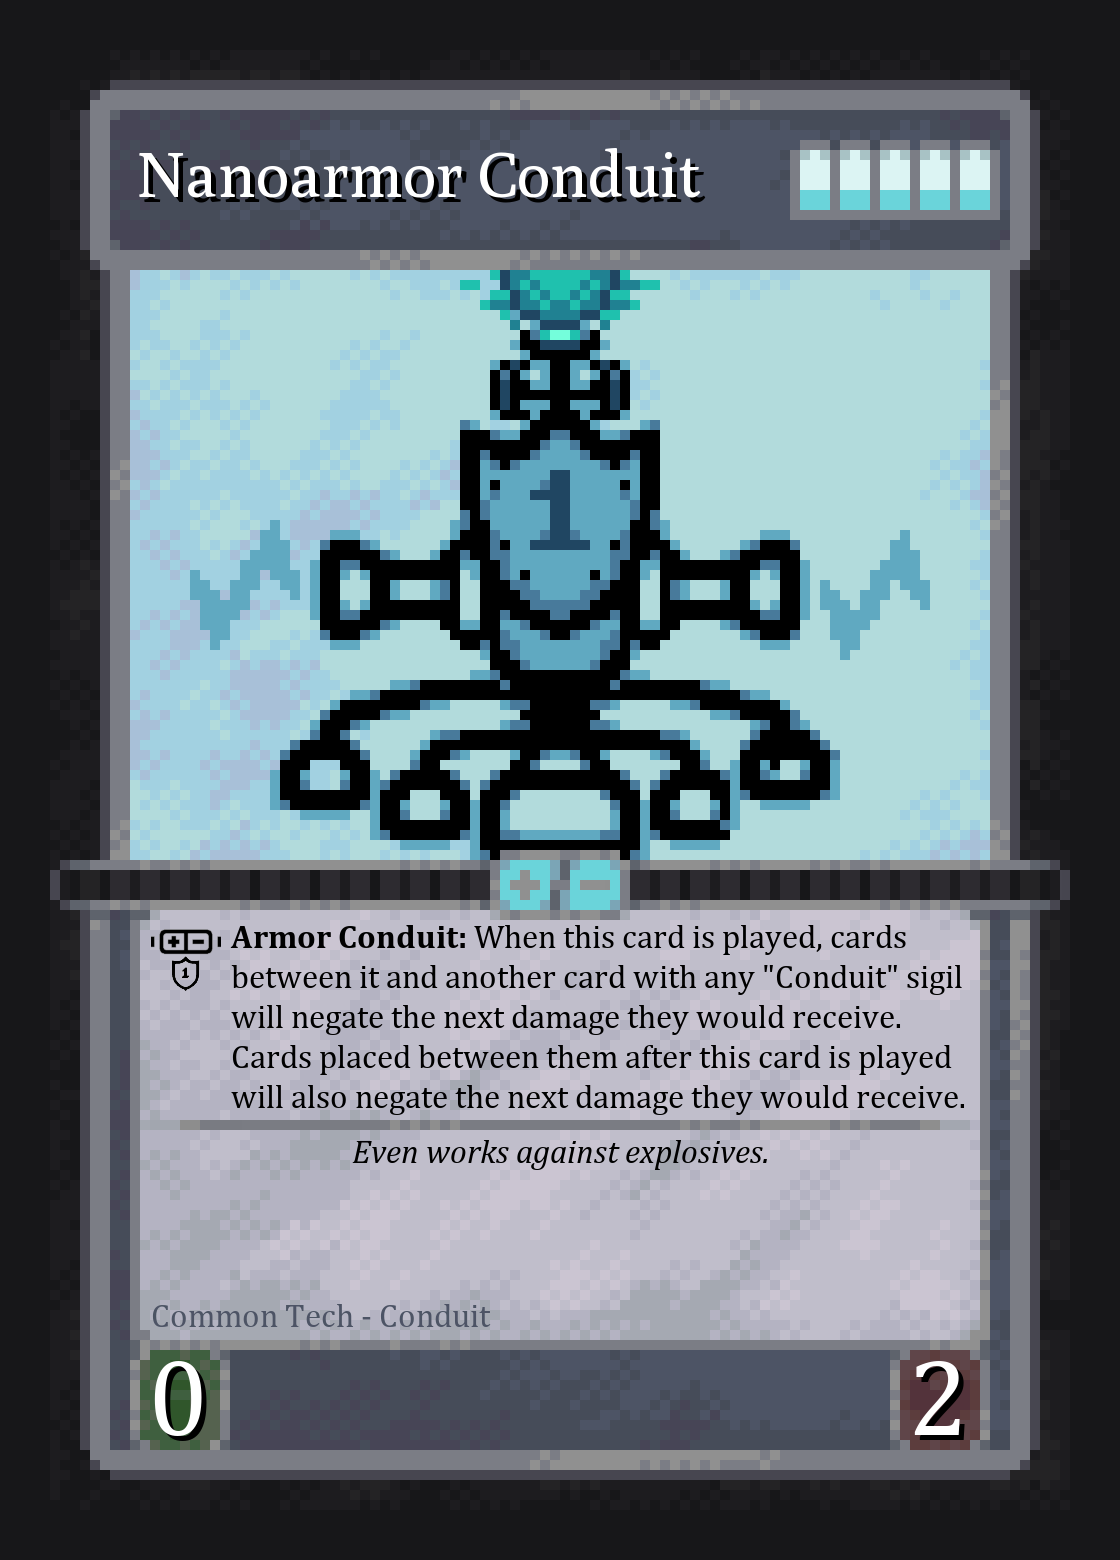 Nanoarmor Conduit
1
+/-
1
Armor Conduit: When this card is played, cards
between it and another card with any "Conduit" sigil
will negate the next damage they would receive.
Cards placed between them after this card is played
will also negate the next damage they would receive.
Even works against explosives.
Common Tech - Conduit
0
2